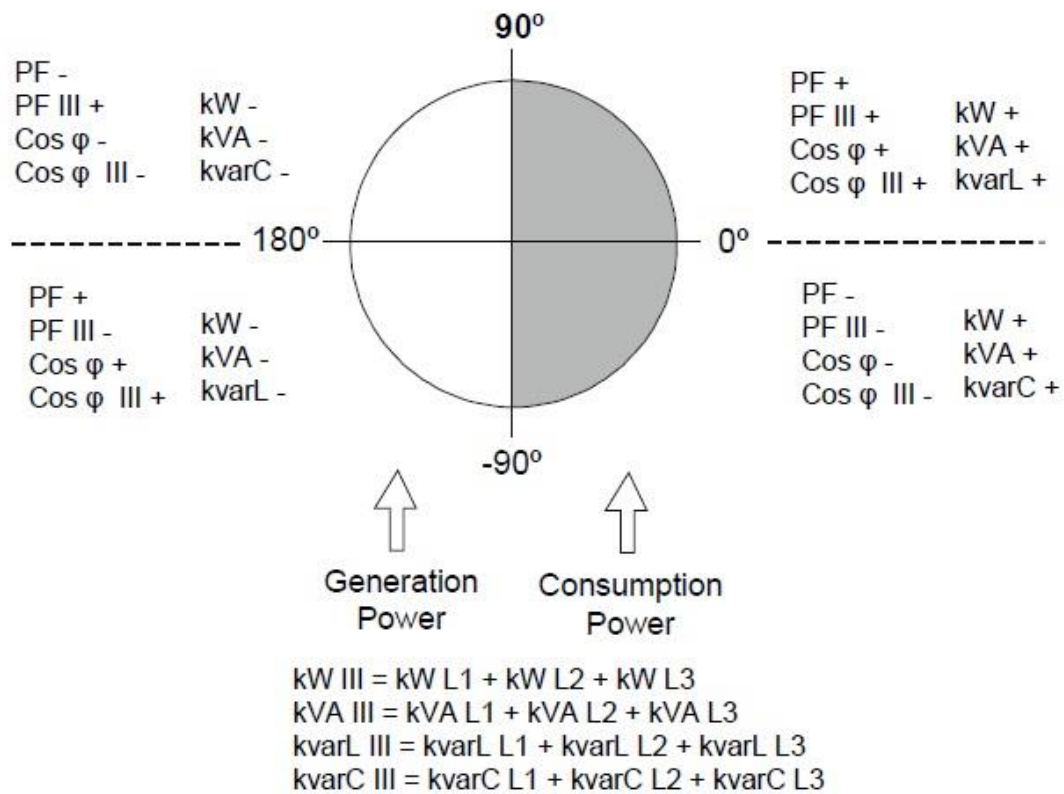 90º
PF -
PF III +
Cos φ -
Cos φ III -
kW -
kVA -
kvarC -
PF +
PF III +
Cos φ +
Cos φ III +
kW +
kVA +
kvarL +
180º
0º
PF +
PF III -
Cos φ +
Cos φ III +
kW -
kVA -
kvarL -
PF -
PF III -
Cos φ -
Cos φ III -
kW +
kVA +
kvarC +
-90º
Generation
Power
Consumption
Power
kW III = kW L1 + kW L2 + kW L3
kVA III = kVA L1 + kVA L2 + kVA L3
kvarL III = kvarL L1 + kvarL L2 + kvarL L3
kvarC III = kvarC L1 + kvarC L2 + kvarC L3